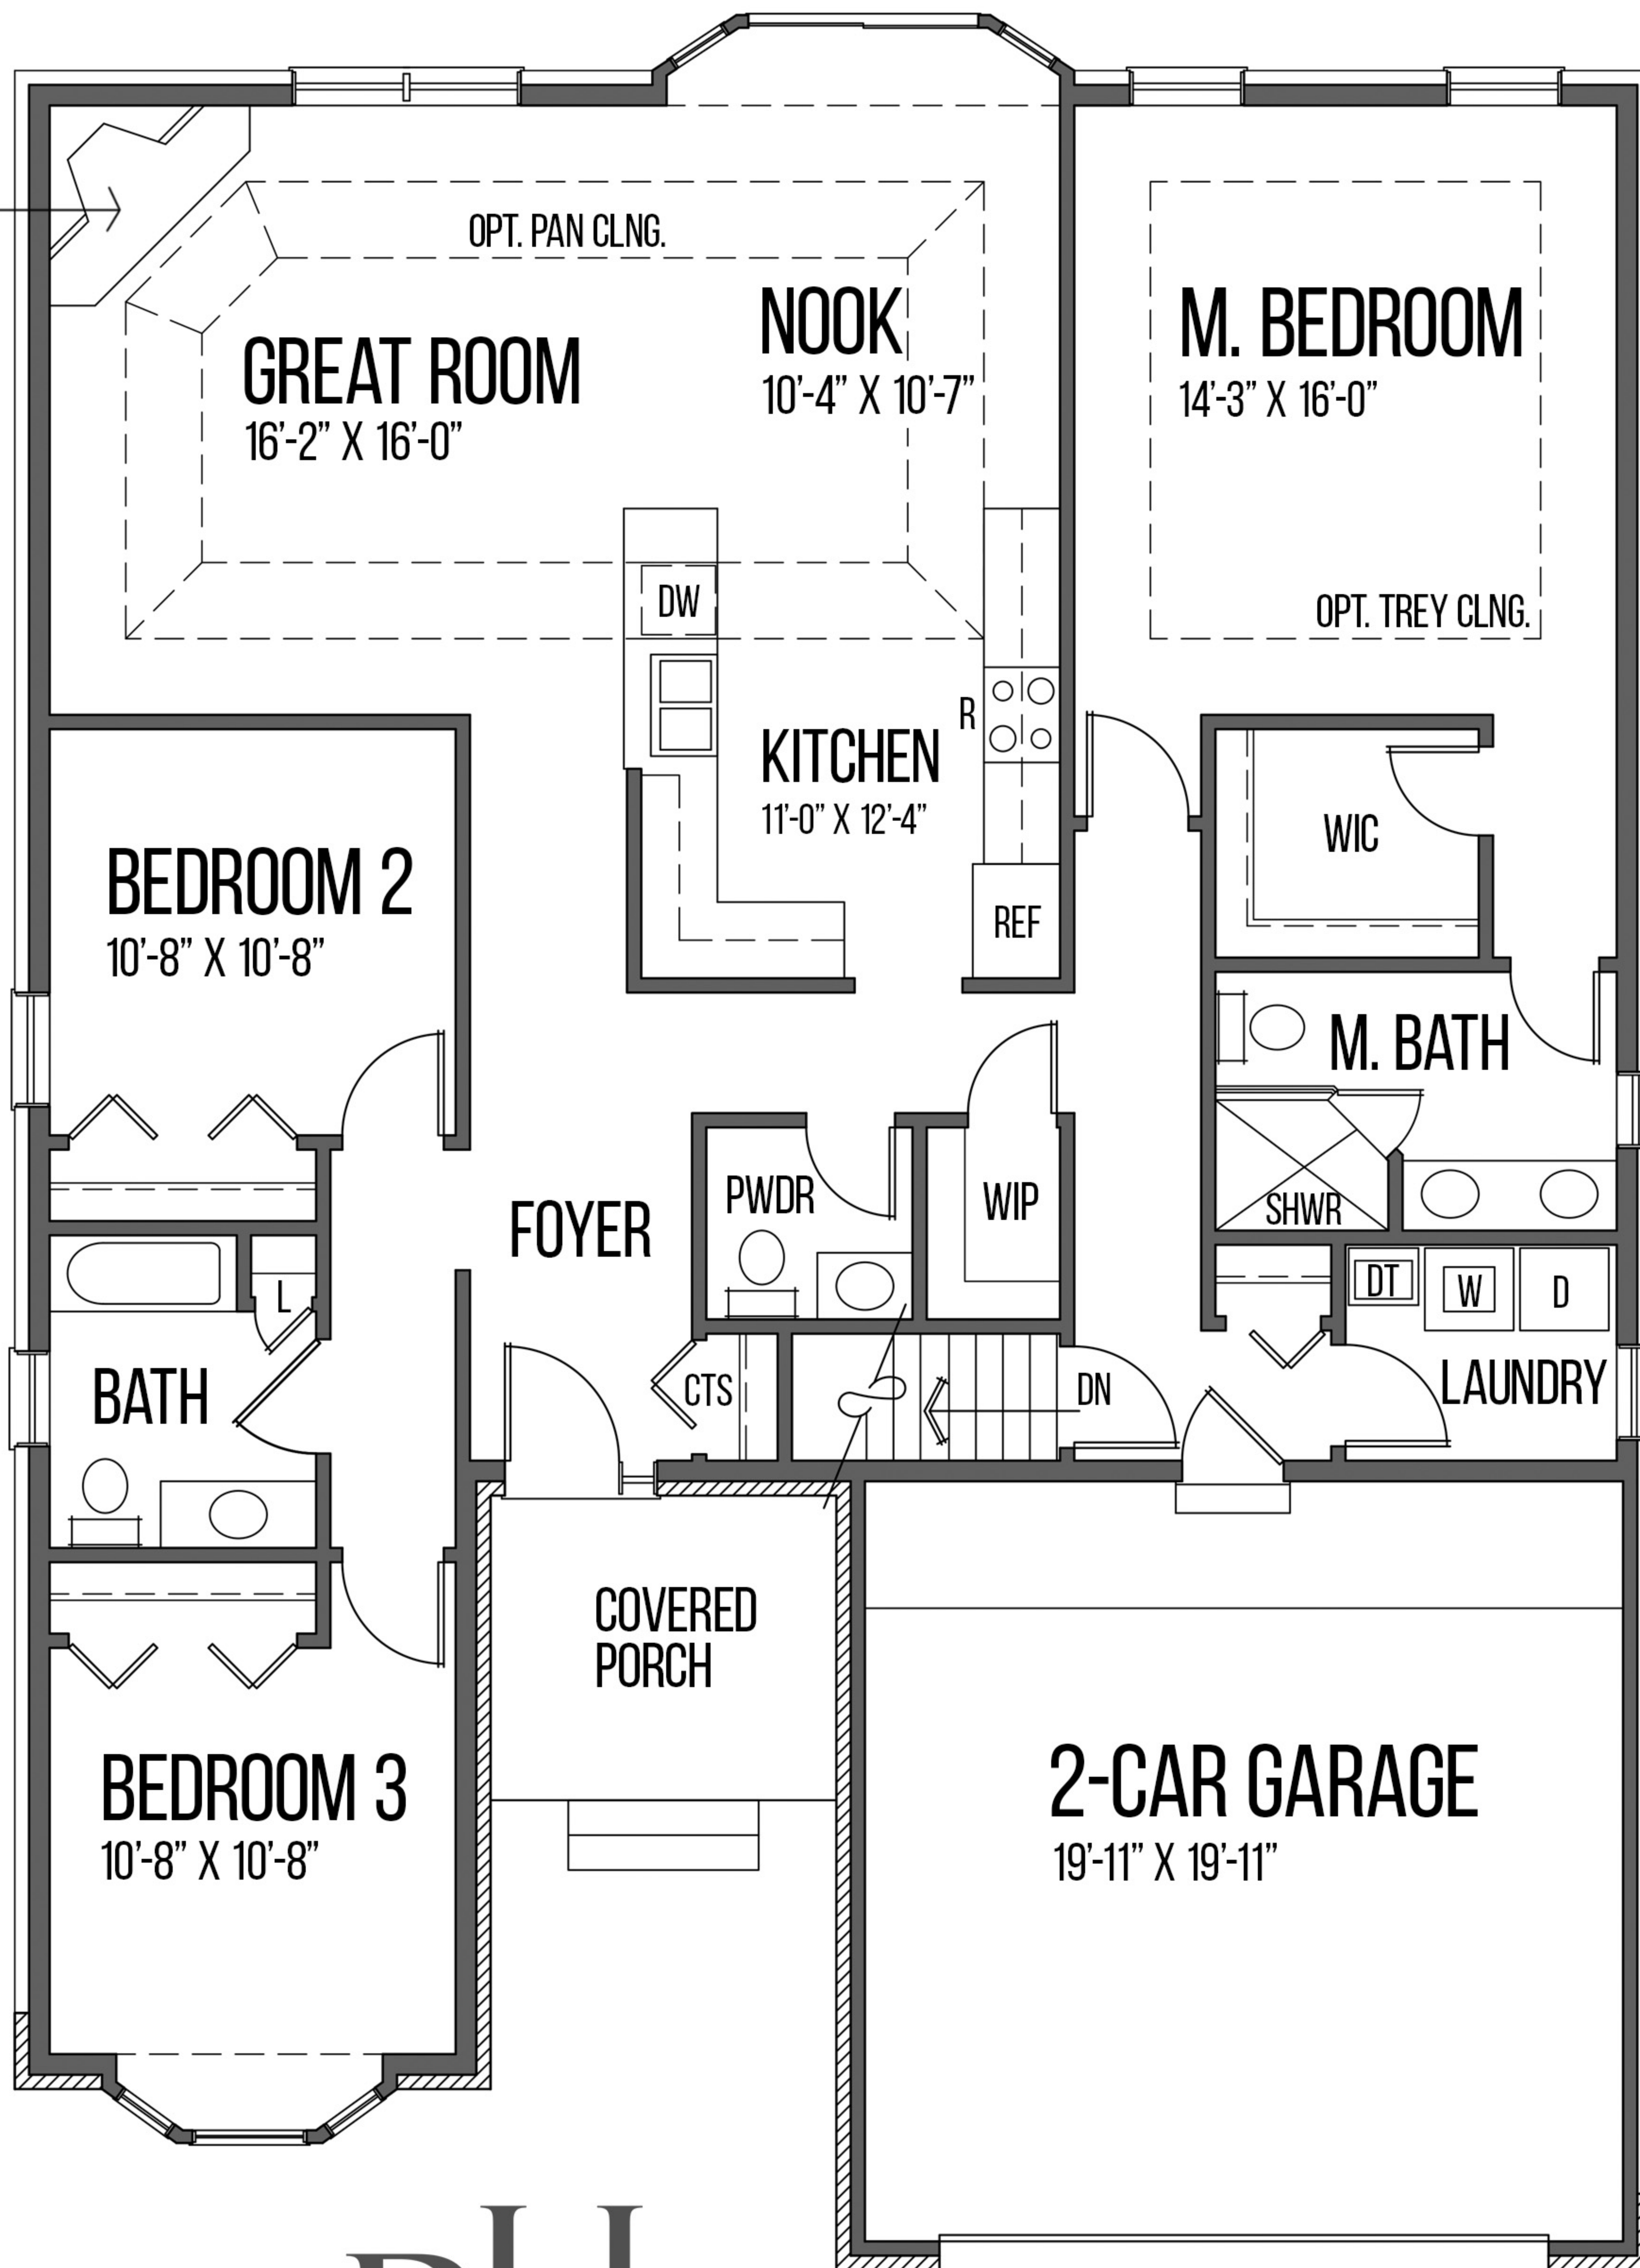 OPT. PAN CLNG.
NOOK
10'-4" X 10'-7"
M. BEDROOM
14'-3" X 16'-0"
GREAT ROOM
16'-2" X 16'-0"
OPT. TREY CLNG.
DW
R
KITCHEN
11'-0" X 12'-4"
WIC
BEDROOM 2
10'-8" X 10'-8"
REF
M. BATH
PWDR
WIP
SHWR
FOYER
L
DT
W
D
BATH
CTS
DN
LAUNDRY
COVERED
PORCH
BEDROOM 3
10'-8" X 10'-8"
2-CAR GARAGE
19'-11" X 19'-11"